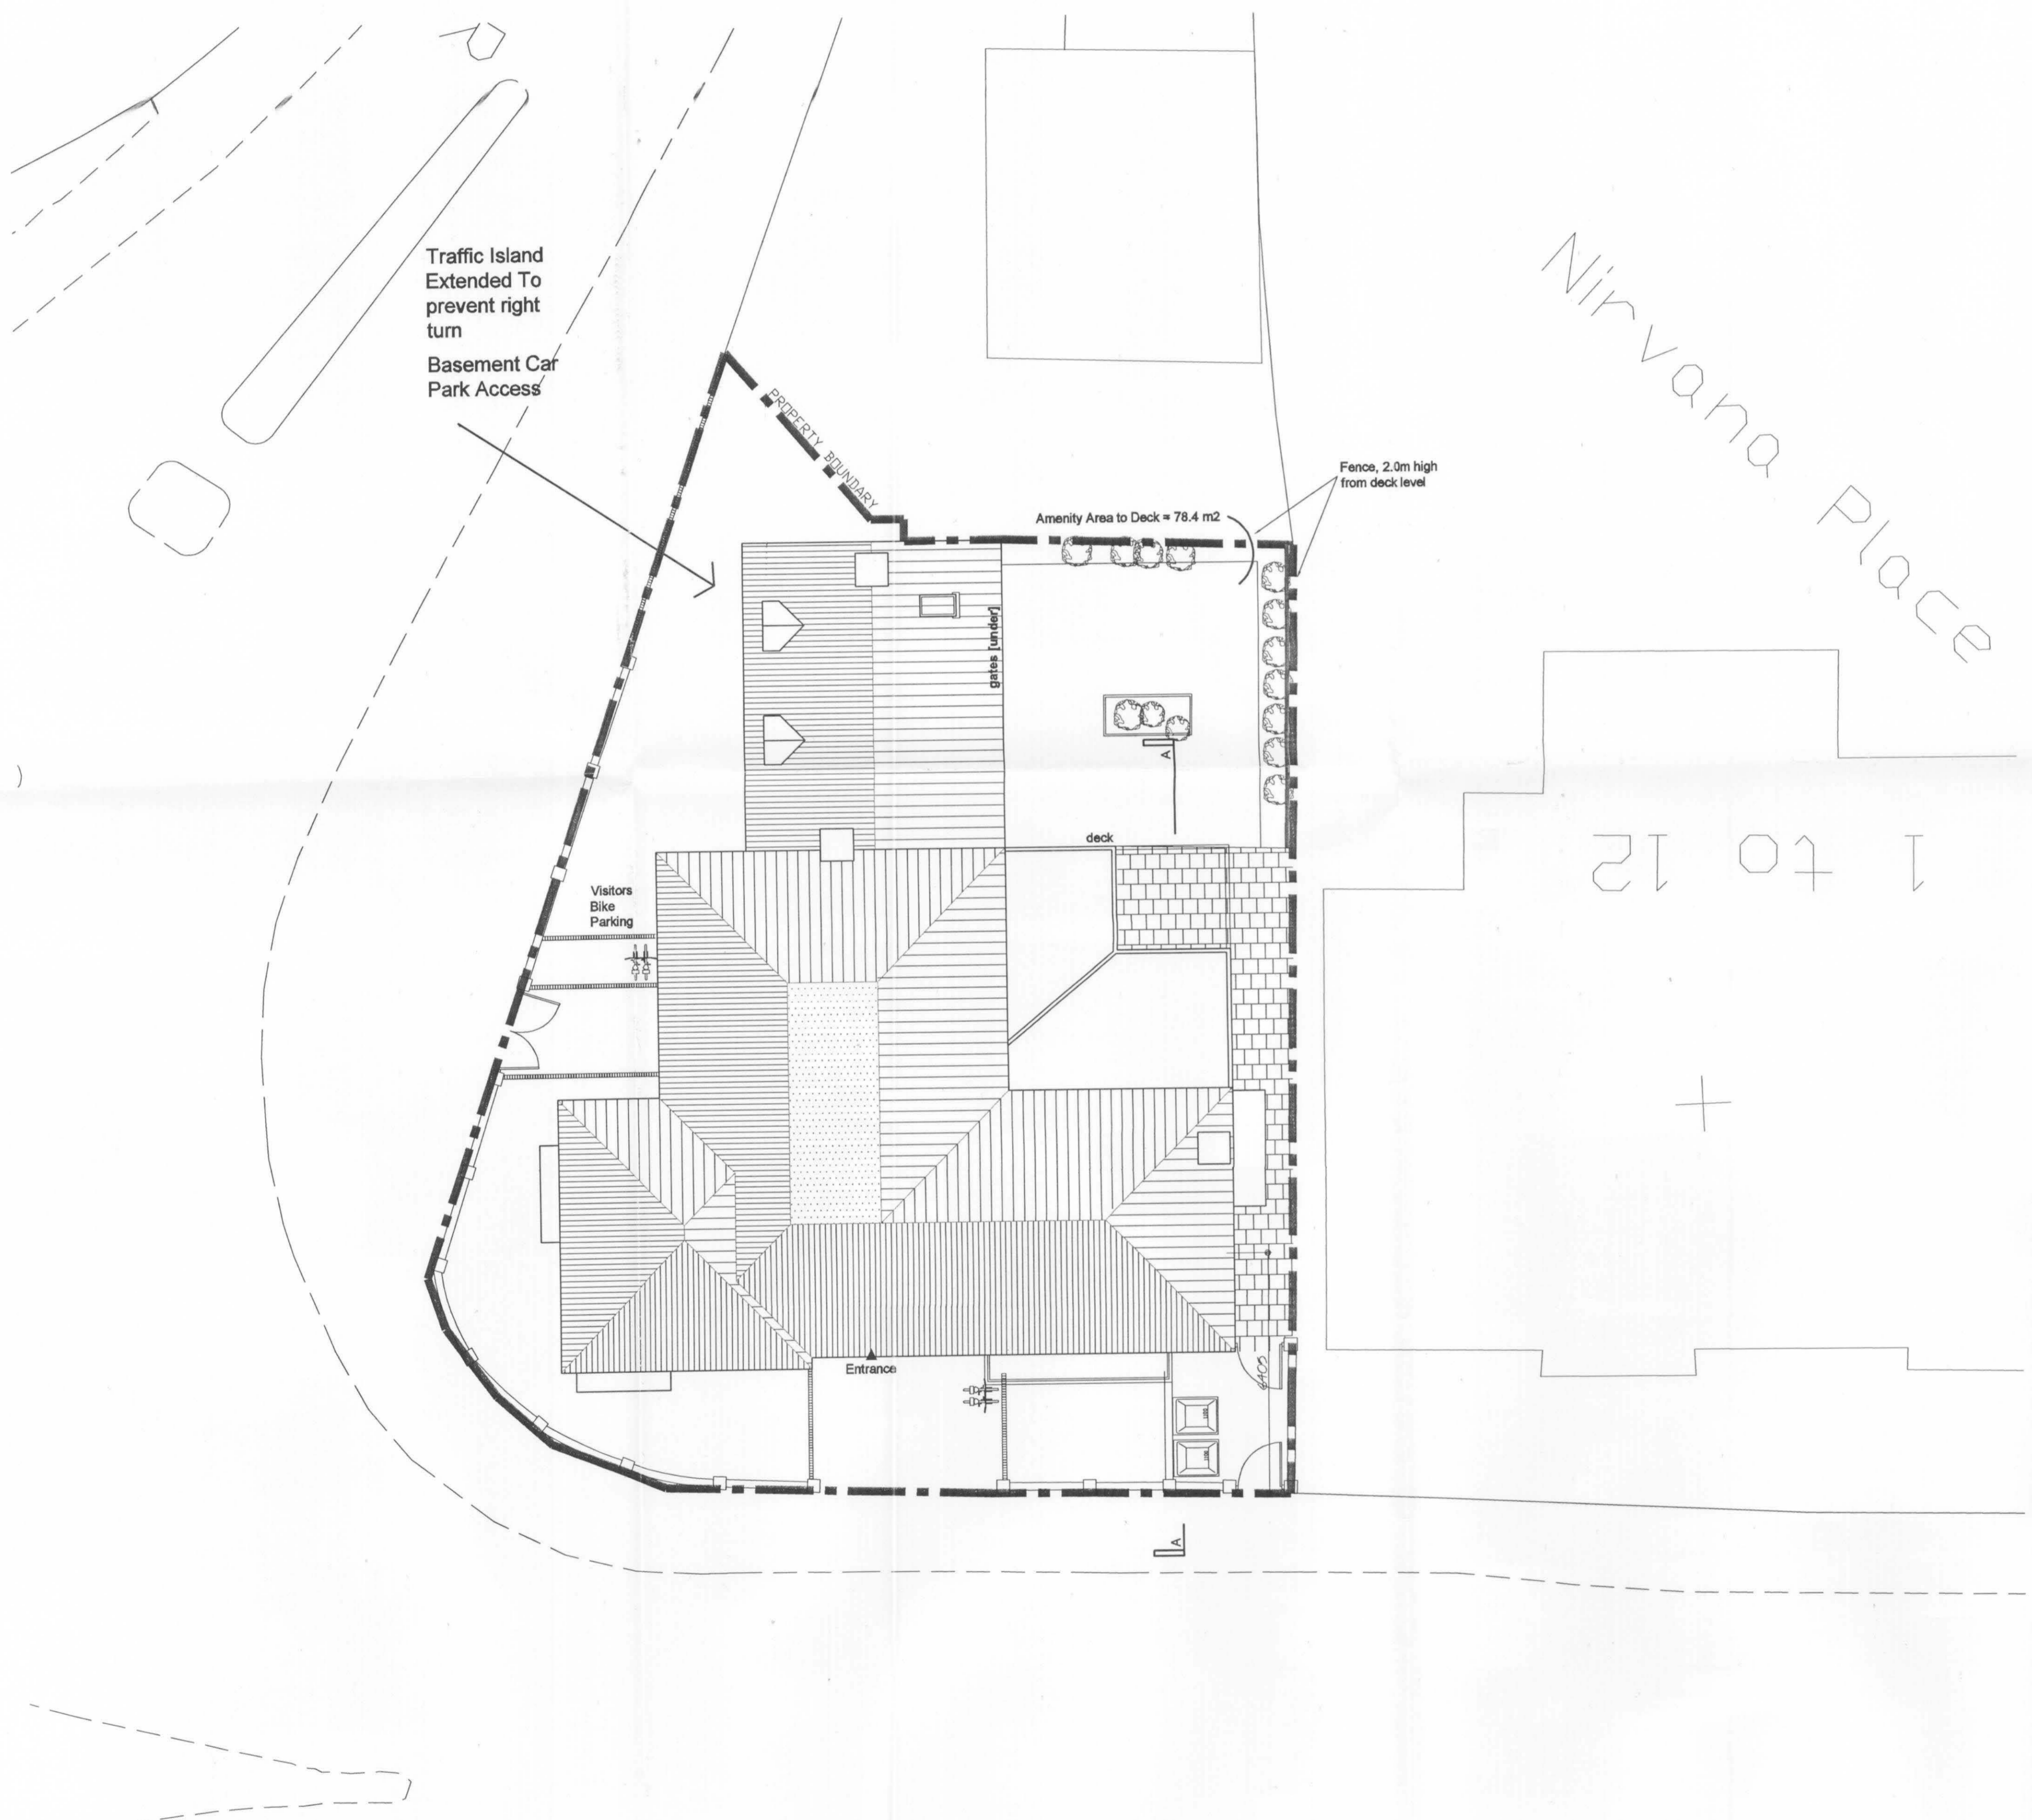 R
Traffic Island
Extended To
prevent right
turn
Basement Car
Park Access
PROPERTY BOUNDARY
Nirvana Place
Fence, 2.0m high
from deck level
Amenity Area to Deck = 78.4 m2
gates [under]
A
deck
1 to 12
Visitors
Bike
Parking
Entrance
A